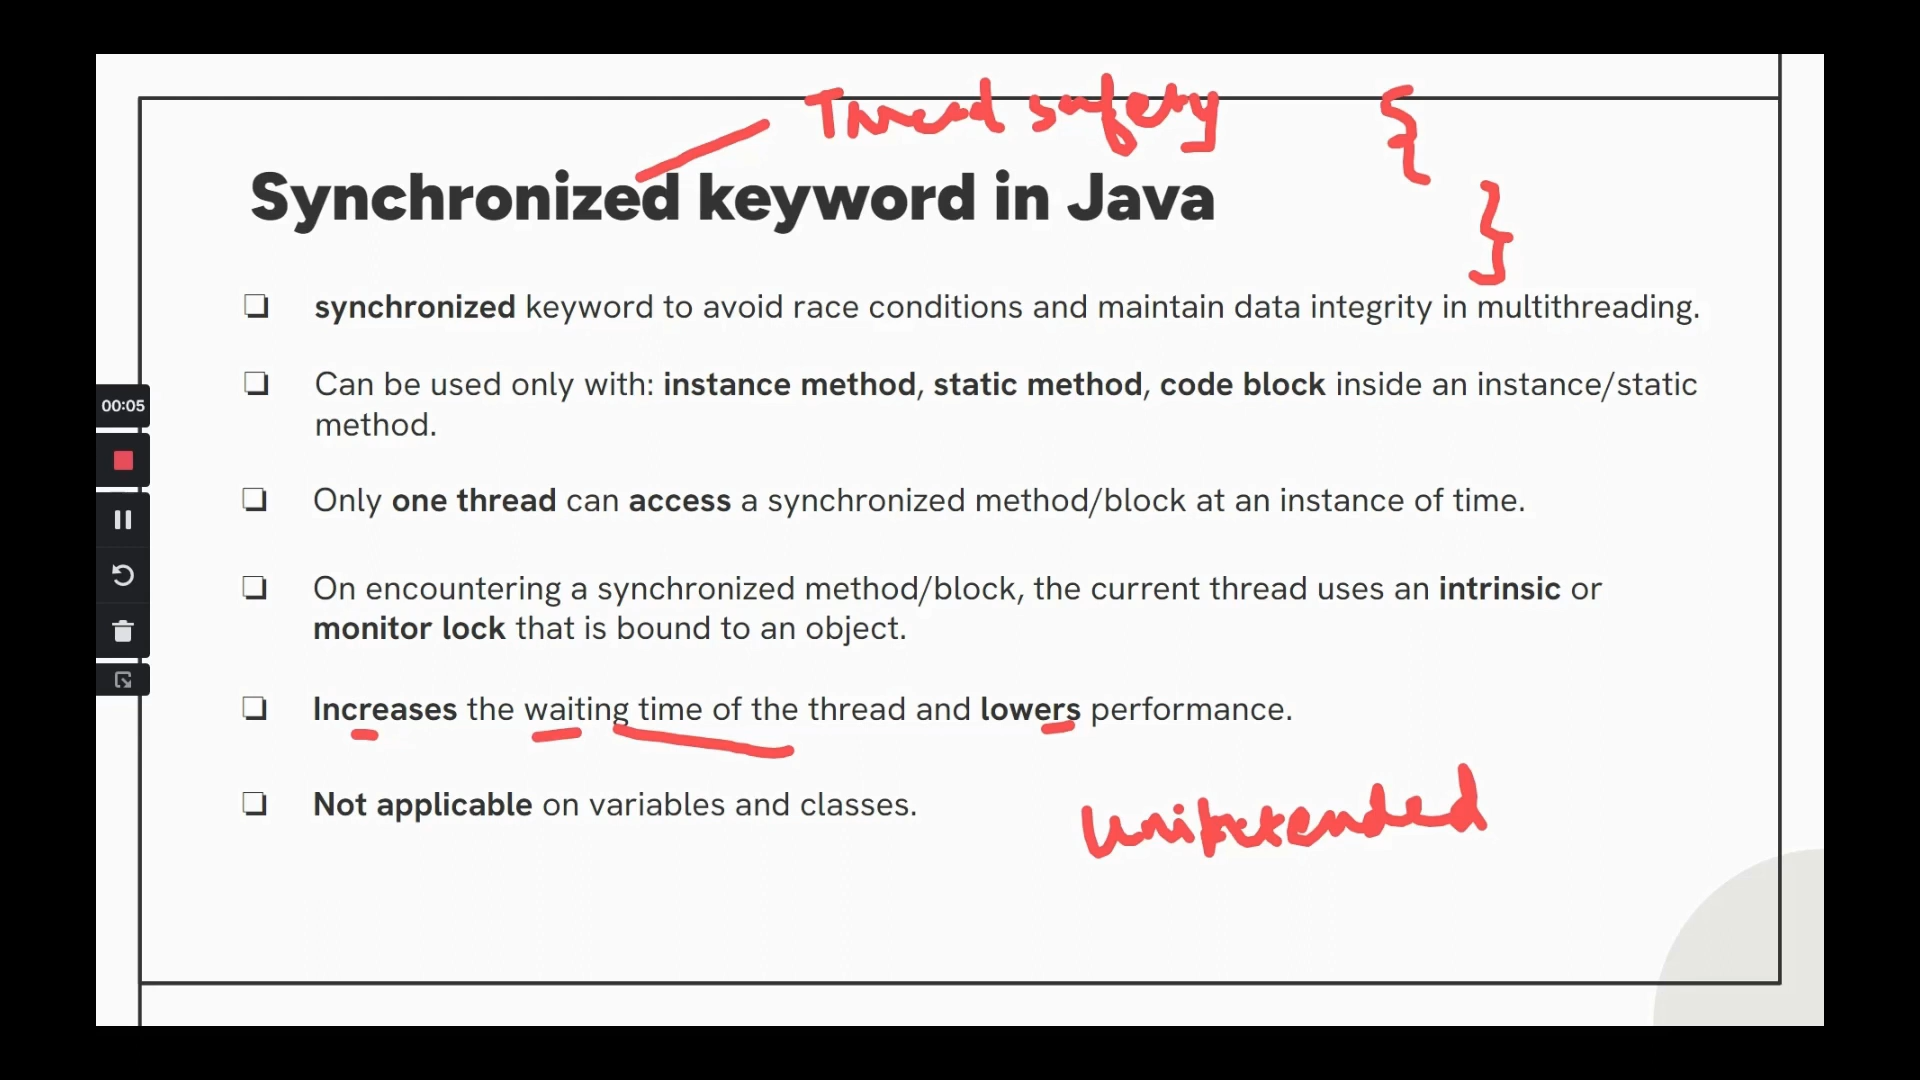 Thread safety {
}
Synchronized keyword in Java
❏ synchronized keyword to avoid race conditions and maintain data integrity in multithreading.
❏ Can be used only with: instance method, static method, code block inside an instance/static
method.
00:05
❏ Only one thread can access a synchronized method/block at an instance of time.
❏ On encountering a synchronized method/block, the current thread uses an intrinsic or
monitor lock that is bound to an object.
❏ Increases the waiting time of the thread and lowers performance.
❏ Not applicable on variables and classes.